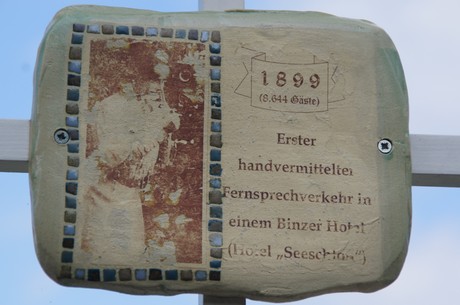 1899
(8.644 Gäste)
Erster
handvermittelter
Fernsprechverkehr in
einem Binzer Hotel
(Hotel „Seeschloß")